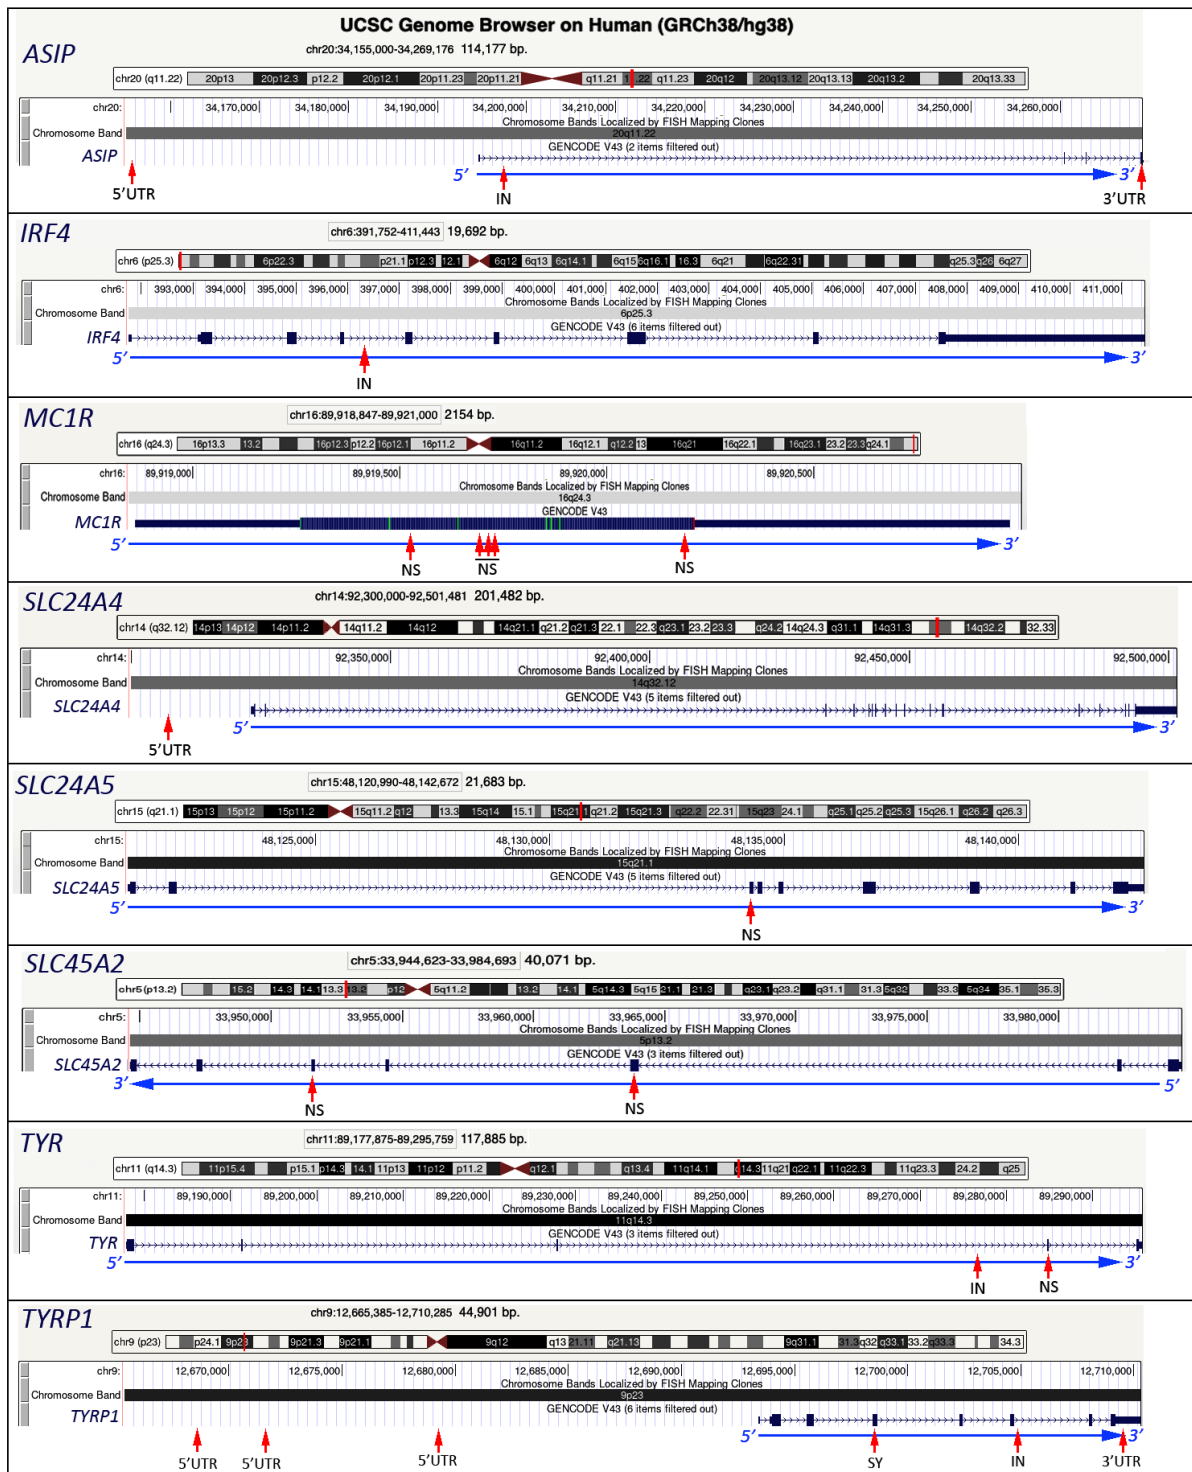 UCSC Genome Browser on Human (GRCh38/hg38)
ASIP
chr20:34,155,000-34,269,176 114,177 bp.
chr20 (q11.22) 20p13 20p12.3 p12.2 20p12.1 20p11.23 20p11.21 q11.21 q11.23 20q12 20q13.12 20q13.13 20q13.2 20q13.33
chr20: 34,170,000 34,180,000 34,190,000 34,200,000 34,210,000 34,220,000 34,230,000 34,240,000 34,250,000 34,260,000
Chromosome Bands Localized by FISH Mapping Clones
Chromosome Band 20q11.22
GENCODE V43 (2 items filtered out)
ASIP
5’ 3’
5’UTR IN 3’UTR
IRF4
chr6:391,752-411,443 19,692 bp.
chr6 (p25.3) 6p22.3 p21.1 p12.3 12.1 6q12 6q13 6q14.1 6q15 6q16.1 16.3 6q21 6q22.31 q25.3 q26 6q27
chr6: 393,000 394,000 395,000 396,000 397,000 398,000 399,000 400,000 401,000 402,000 403,000 404,000 405,000 406,000 407,000 408,000 409,000 410,000 411,000
Chromosome Bands Localized by FISH Mapping Clones
Chromosome Band 6p25.3
GENCODE V43 (6 items filtered out)
IRF4
5’ 3’
IN
MC1R
chr16:89,918,847-89,921,000 2154 bp.
chr16 (q24.3) 16p13.3 13.2 16p12.3 p12.2 16p12.1 16p11.2 16q11.2 16q12.1 q12.2 13 16q21 16q22.1 16q23.1 23.2 23.3 q24.1
chr16: 89,919,000 89,919,500 89,920,000 89,920,500
Chromosome Bands Localized by FISH Mapping Clones
Chromosome Band 16q24.3
GENCODE V43
MC1R
5’ 3’
NS NS NS
SLC24A4
chr14:92,300,000-92,501,481 201,482 bp.
chr14 (q32.12) 14p13 14p12 14p11.2 14q11.2 14q12 14q21.1 q21.2 q21.3 22.1 22.3 q23.1 23.2 23.3 q24.2 14q24.3 q31.1 14q31.3 14q32.2 32.33
chr14: 92,350,000 92,400,000 92,450,000 92,500,000
Chromosome Bands Localized by FISH Mapping Clones
Chromosome Band 14q32.12
GENCODE V43 (5 items filtered out)
SLC24A4
5’ 3’
5’UTR
SLC24A5
chr15:48,120,990-48,142,672 21,683 bp.
chr15 (q21.1) 15p13 15p12 15p11.2 15q11.2 q12 13.3 15q14 15.1 q21.2 15q21.3 q22.2 22.31 15q23 24.1 q25.1 q25.2 q25.3 15q26.1 q26.2 q26.3
chr15: 48,125,000 48,130,000 48,135,000 48,140,000
Chromosome Bands Localized by FISH Mapping Clones
Chromosome Band 15q21.1
GENCODE V43 (5 items filtered out)
SLC24A5
5’ 3’
NS
SLC45A2
chr5:33,944,623-33,984,693 40,071 bp.
chr5 (p13.2) 15.2 14.3 14.1 13.3 13.2 p12 5q11.2 13.2 14.1 5q14.3 5q15 21.1 21.3 q23.1 q23.2 q31.1 31.3 5q32 33.3 5q34 35.1 35.3
chr5: 33,950,000 33,955,000 33,960,000 33,965,000 33,970,000 33,975,000 33,980,000
Chromosome Bands Localized by FISH Mapping Clones
Chromosome Band 5p13.2
GENCODE V43 (3 items filtered out)
SLC45A2
3’ 5’
NS NS
TYR
chr11:89,177,875-89,295,759 117,885 bp.
chr11 (q14.3) 11p15.4 p15.1 p14.3 14.1 11p13 11p12 p11.2 q12.1 q13.4 11q14.1 11q21 q22.1 11q22.3 11q23.3 24.2 q25
chr11: 89,190,000 89,200,000 89,210,000 89,220,000 89,230,000 89,240,000 89,250,000 89,260,000 89,270,000 89,280,000 89,290,000
Chromosome Bands Localized by FISH Mapping Clones
Chromosome Band 11q14.3
GENCODE V43 (3 items filtered out)
TYR
5’ 3’
IN NS
TYRP1
chr9:12,665,385-12,710,285 44,901 bp.
chr9 (p23) p24.1 9p23 9p21.3 9p21.1 9q12 q13 21.11 q21.13 9q31.1 31.3 q32 q33.1 33.2 q33.3 34.3
chr9: 12,670,000 12,675,000 12,680,000 12,685,000 12,690,000 12,695,000 12,700,000 12,705,000 12,710,000
Chromosome Bands Localized by FISH Mapping Clones
Chromosome Band 9p23
GENCODE V43 (6 items filtered out)
TYRP1
5’ 3’
5’UTR 5’UTR 5’UTR SY IN 3’UTR